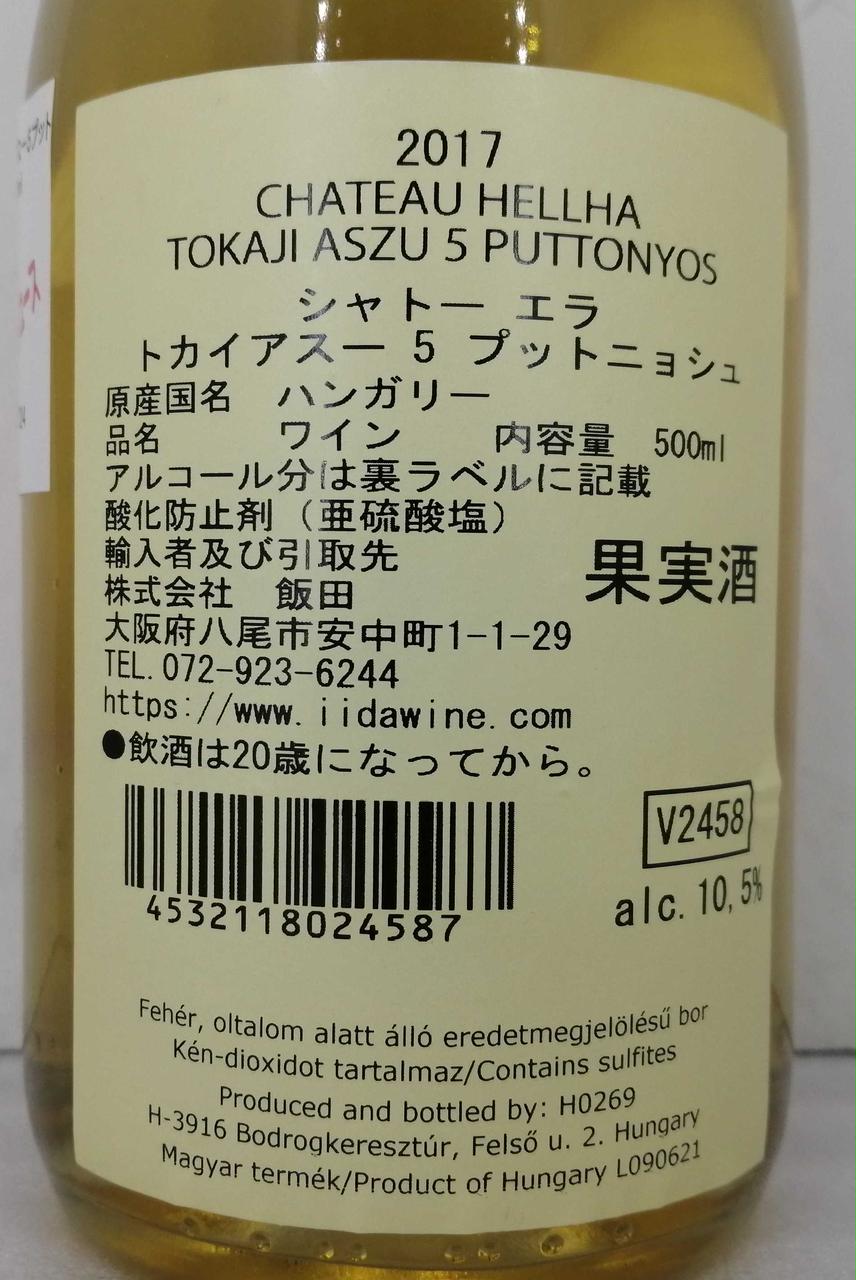 2017
CHATEAU HELLHA
TOKAJI ASZU 5 PUTTONYOS
シャトー エラ
トカイアスー 5 プットニョシュ
原産国名 ハンガリー
品名 ワイン 内容量 500ml
アルコール分は裏ラベルに記載
酸化防止剤（亜硫酸塩）
輸入者及び引取先
果実酒
株式会社 飯田
大阪府八尾市安中町1-1-29
TEL.072-923-6244
https://www.iidawine.com
●飲酒は20歳になってから。
V2458
4532118024587
alc. 10,5%
Fehér, oltalom alatt álló eredetmegjelölésű bor
Kén-dioxidot tartalmaz/Contains sulfites
Produced and bottled by: H0269
H-3916 Bodrogkeresztúr, Felső u. 2. Hungary
Magyar termék/Product of Hungary L090621